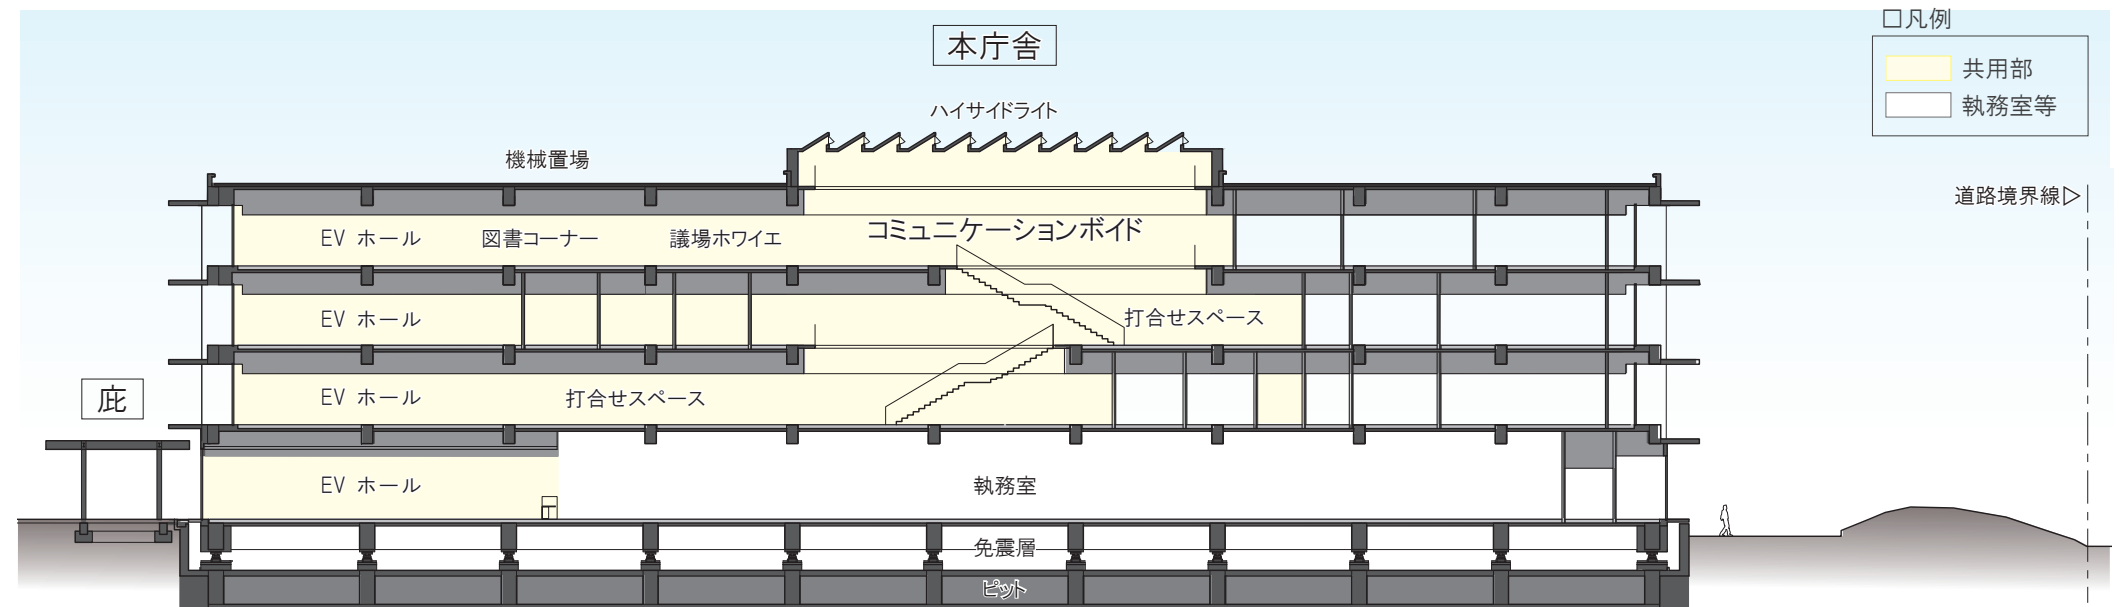 本庁舎
□凡例
共用部
執務室等
ハイサイドライト
機械置場
道路境界線▷
EV ホール
図書コーナー
議場ホワイエ
コミュニケーションボイド
EV ホール
打合せスペース
庇
EV ホール
打合せスペース
EV ホール
執務室
免震層
ピット